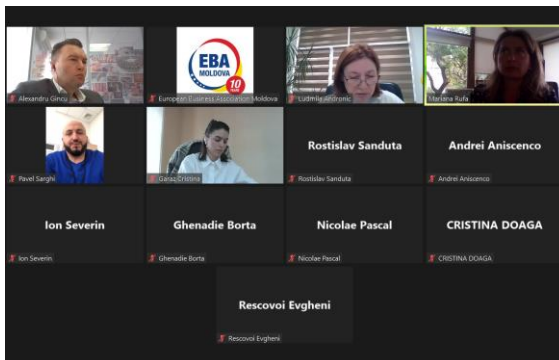 EBA
MOLDOVA
10
Alexandru Gincu
European Business Association Moldova
Ludmila Andronic
Mariana Rufa
Rostislav Sanduta
Andrei Aniscenco
Pavel Sarghi
Garaz Cristina
Rostislav Sanduta
Andrei Aniscenco
Ion Severin
Ghenadie Borta
Nicolae Pascal
CRISTINA DOAGA
Ion Severin
Ghenadie Borta
Nicolae Pascal
CRISTINA DOAGA
Rescovoi Evgheni
Rescovoi Evgheni